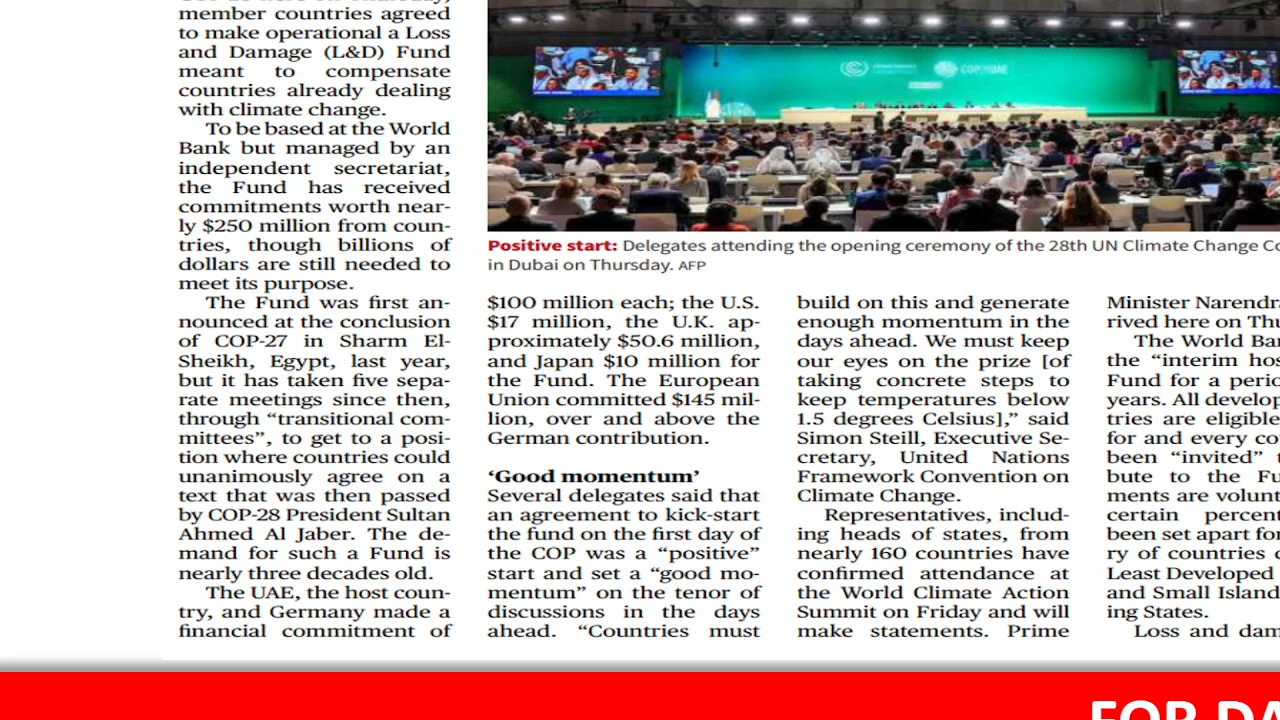 member countries agreed
to make operational a Loss
and Damage (L&D) Fund
meant to compensate
countries already dealing
with climate change.
To be based at the World
Bank but managed by an
independent secretariat,
the Fund has received
commitments worth near-
ly $250 million from coun-
tries, though billions of
dollars are still needed to
meet its purpose.
The Fund was first an-
nounced at the conclusion
of COP-27 in Sharm El-
Sheikh, Egypt, last year,
but it has taken five sepa-
rate meetings since then,
through “transitional com-
mittees”, to get to a posi-
tion where countries could
unanimously agree on a
text that was then passed
by COP-28 President Sultan
Ahmed Al Jaber. The de-
mand for such a Fund is
nearly three decades old.
The UAE, the host coun-
try, and Germany made a
financial commitment of
Positive start: Delegates attending the opening ceremony of the 28th UN Climate Change Co
in Dubai on Thursday. AFP
$100 million each; the U.S.
$17 million, the U.K. ap-
proximately $50.6 million,
and Japan $10 million for
the Fund. The European
Union committed $145 mil-
lion, over and above the
German contribution.
‘Good momentum’
Several delegates said that
an agreement to kick-start
the fund on the first day of
the COP was a “positive”
start and set a “good mo-
mentum” on the tenor of
discussions in the days
ahead. “Countries must
build on this and generate
enough momentum in the
days ahead. We must keep
our eyes on the prize [of
taking concrete steps to
keep temperatures below
1.5 degrees Celsius],” said
Simon Steill, Executive Se-
cretary, United Nations
Framework Convention on
Climate Change.
Representatives, includ-
ing heads of states, from
nearly 160 countries have
confirmed attendance at
the World Climate Action
Summit on Friday and will
make statements. Prime
Minister Narendra
rived here on Thu
The World Ban
the “interim hos
Fund for a perio
years. All develop
tries are eligible
for and every co
been “invited” t
bute to the Fu
ments are volunt
certain percent
been set apart for
ry of countries c
Least Developed
and Small Island
ing States.
Loss and dam
FOR DA